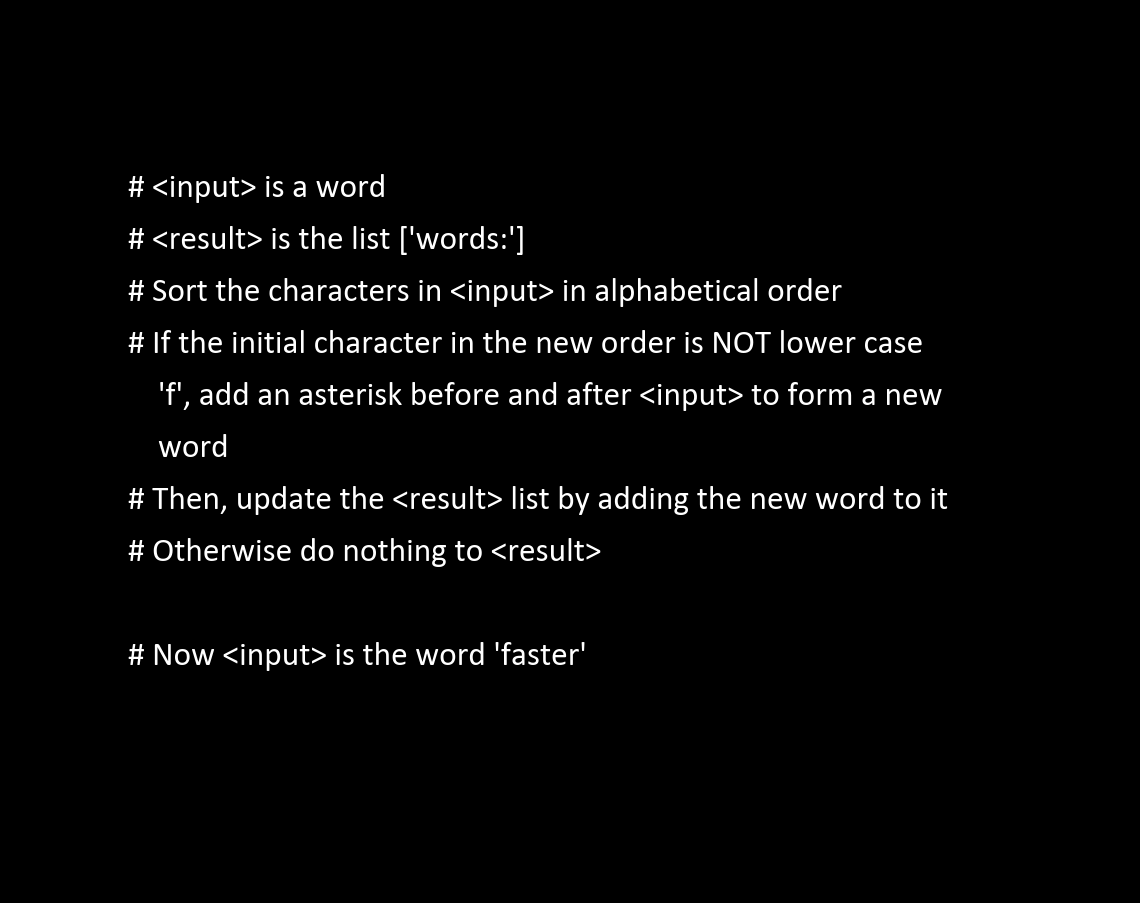 # <input> is a word
# <result> is the list ['words:']
# Sort the characters in <input> in alphabetical order
# If the initial character in the new order is NOT lower case
'f', add an asterisk before and after <input> to form a new
word
# Then, update the <result> list by adding the new word to it
# Otherwise do nothing to <result>
# Now <input> is the word 'faster'